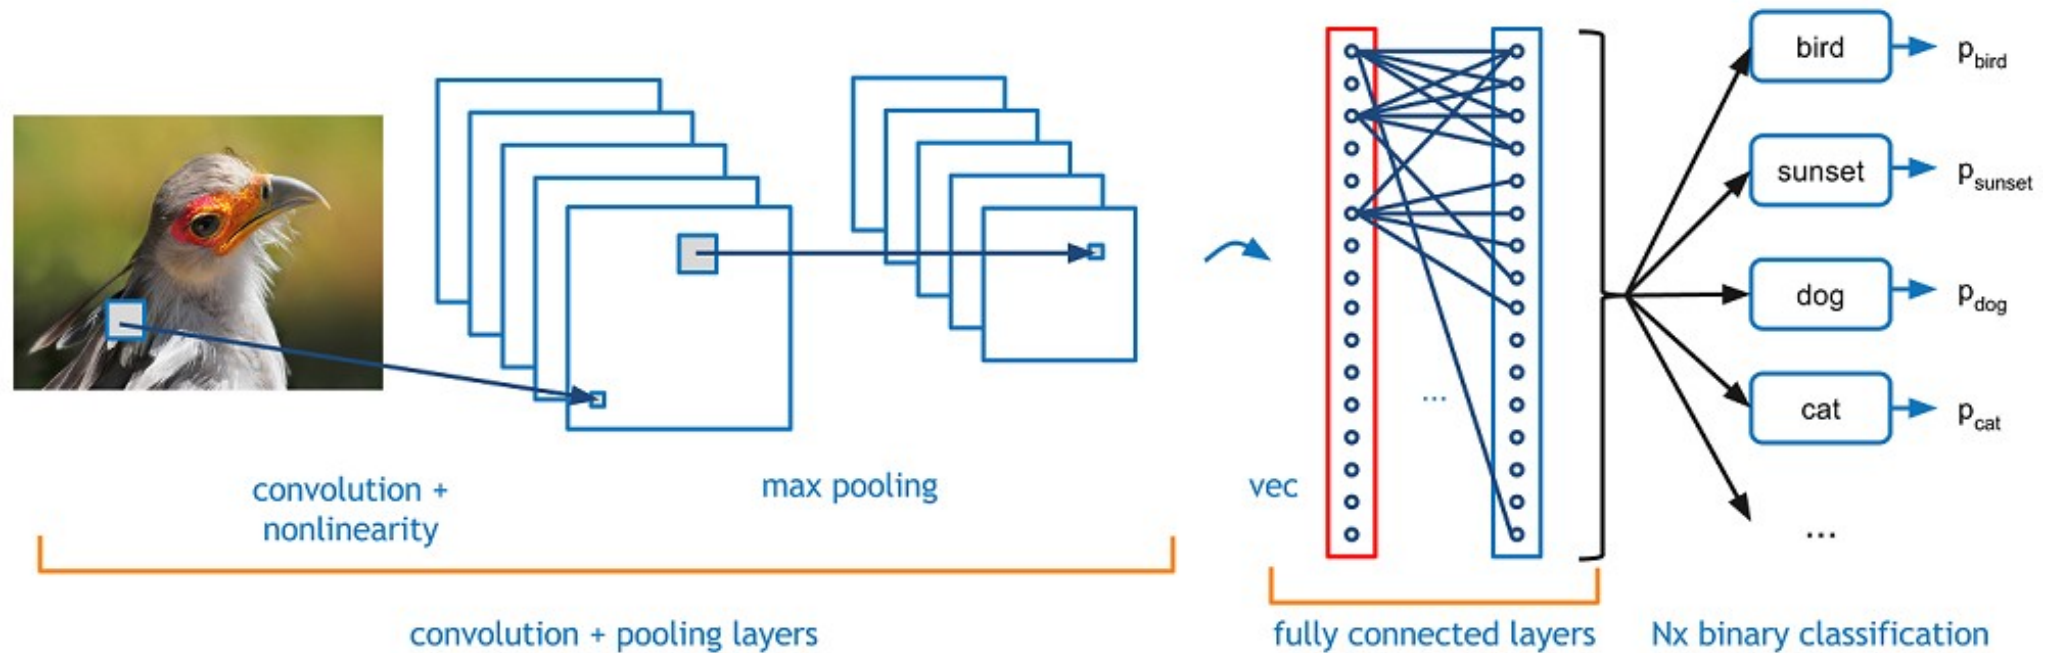 bird
p_bird
sunset
p_sunset
dog
p_dog
cat
p_cat
...
...
convolution +
nonlinearity
max pooling
vec
convolution + pooling layers
fully connected layers
Nx binary classification